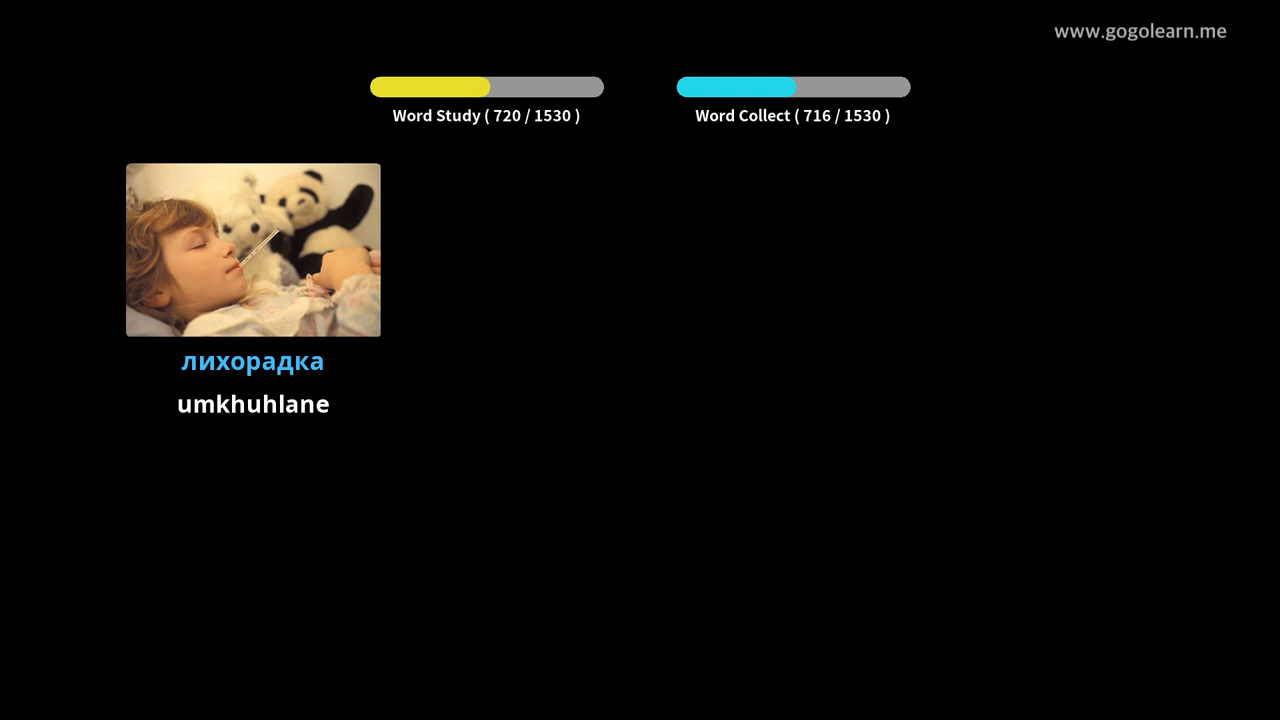 www.gogolearn.me
Word Study ( 720 / 1530 )
Word Collect ( 716 / 1530 )
лихорадка
umkhuhlane